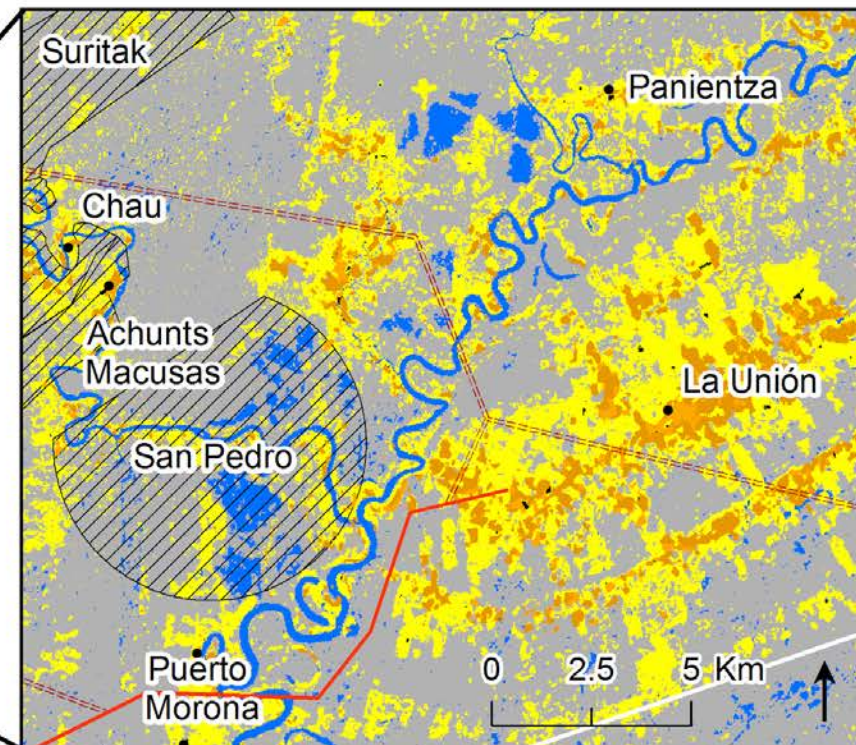 Suritak
Panientza
Chau
Achunts
Macusas
La Unión
San Pedro
Puerto
Morona
0 2.5 5 Km